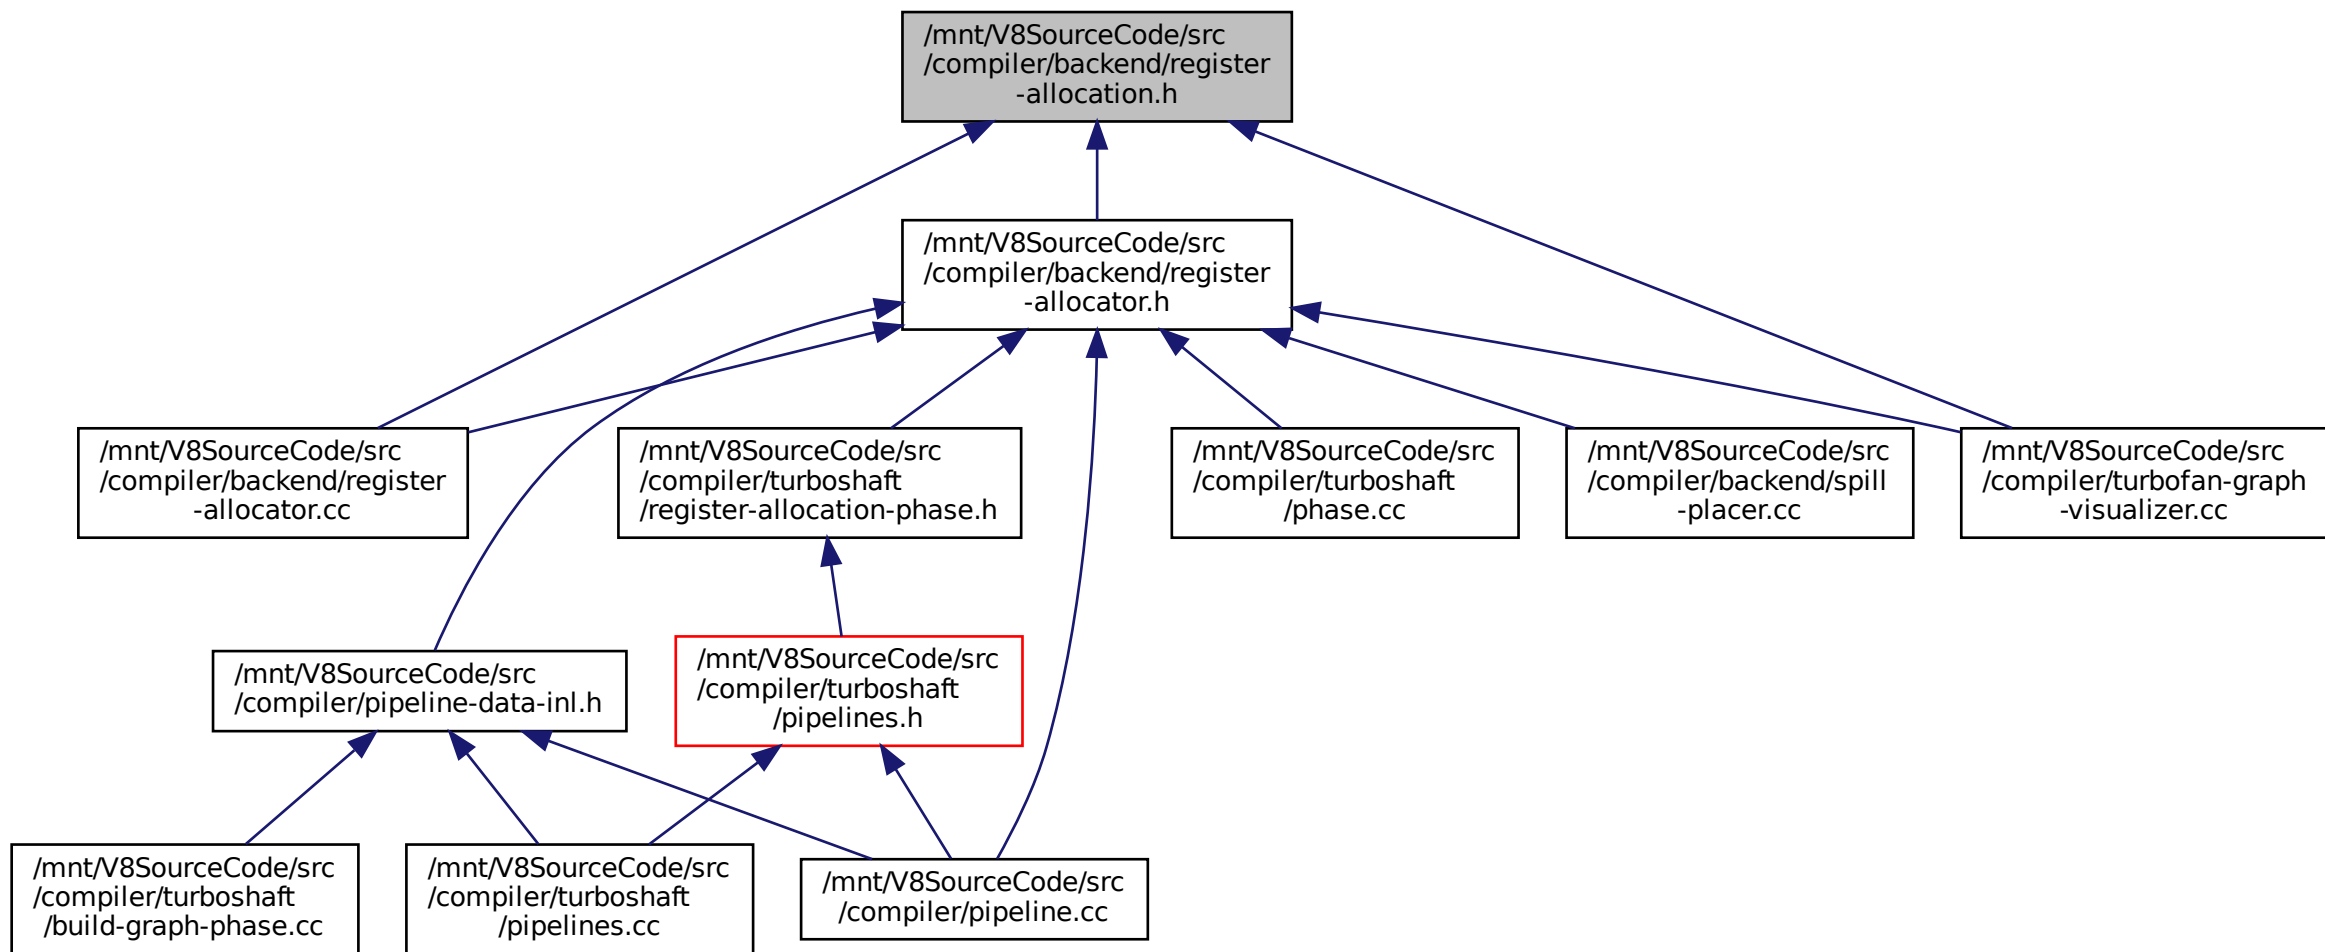 /mnt/V8SourceCode/src
/compiler/backend/register
-allocation.h
/mnt/V8SourceCode/src
/compiler/backend/register
-allocator.h
/mnt/V8SourceCode/src
/compiler/backend/register
-allocator.cc
/mnt/V8SourceCode/src
/compiler/turboshaft
/register-allocation-phase.h
/mnt/V8SourceCode/src
/compiler/turboshaft
/phase.cc
/mnt/V8SourceCode/src
/compiler/backend/spill
-placer.cc
/mnt/V8SourceCode/src
/compiler/turbofan-graph
-visualizer.cc
/mnt/V8SourceCode/src
/compiler/pipeline-data-inl.h
/mnt/V8SourceCode/src
/compiler/turboshaft
/pipelines.h
/mnt/V8SourceCode/src
/compiler/turboshaft
/build-graph-phase.cc
/mnt/V8SourceCode/src
/compiler/turboshaft
/pipelines.cc
/mnt/V8SourceCode/src
/compiler/pipeline.cc